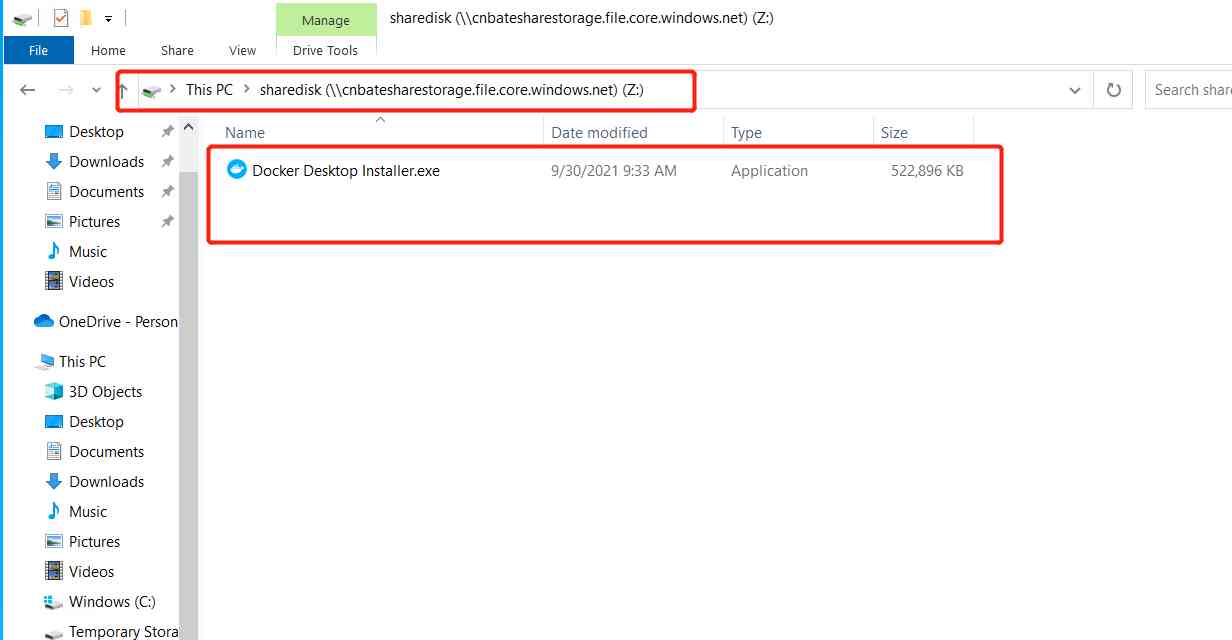 Manage
sharedisk (\\cnbatesharestorage.file.core.windows.net) (Z:)
File
Home
Share
View
Drive Tools
This PC
sharedisk (\\cnbatesharestorage.file.core.windows.net) (Z:)
Search share
Name
Date modified
Type
Size
Docker Desktop Installer.exe
9/30/2021 9:33 AM
Application
522,896 KB
Desktop
Downloads
Documents
Pictures
Music
Videos
OneDrive - Person
This PC
3D Objects
Desktop
Documents
Downloads
Music
Pictures
Videos
Windows (C:)
Temporary Stora